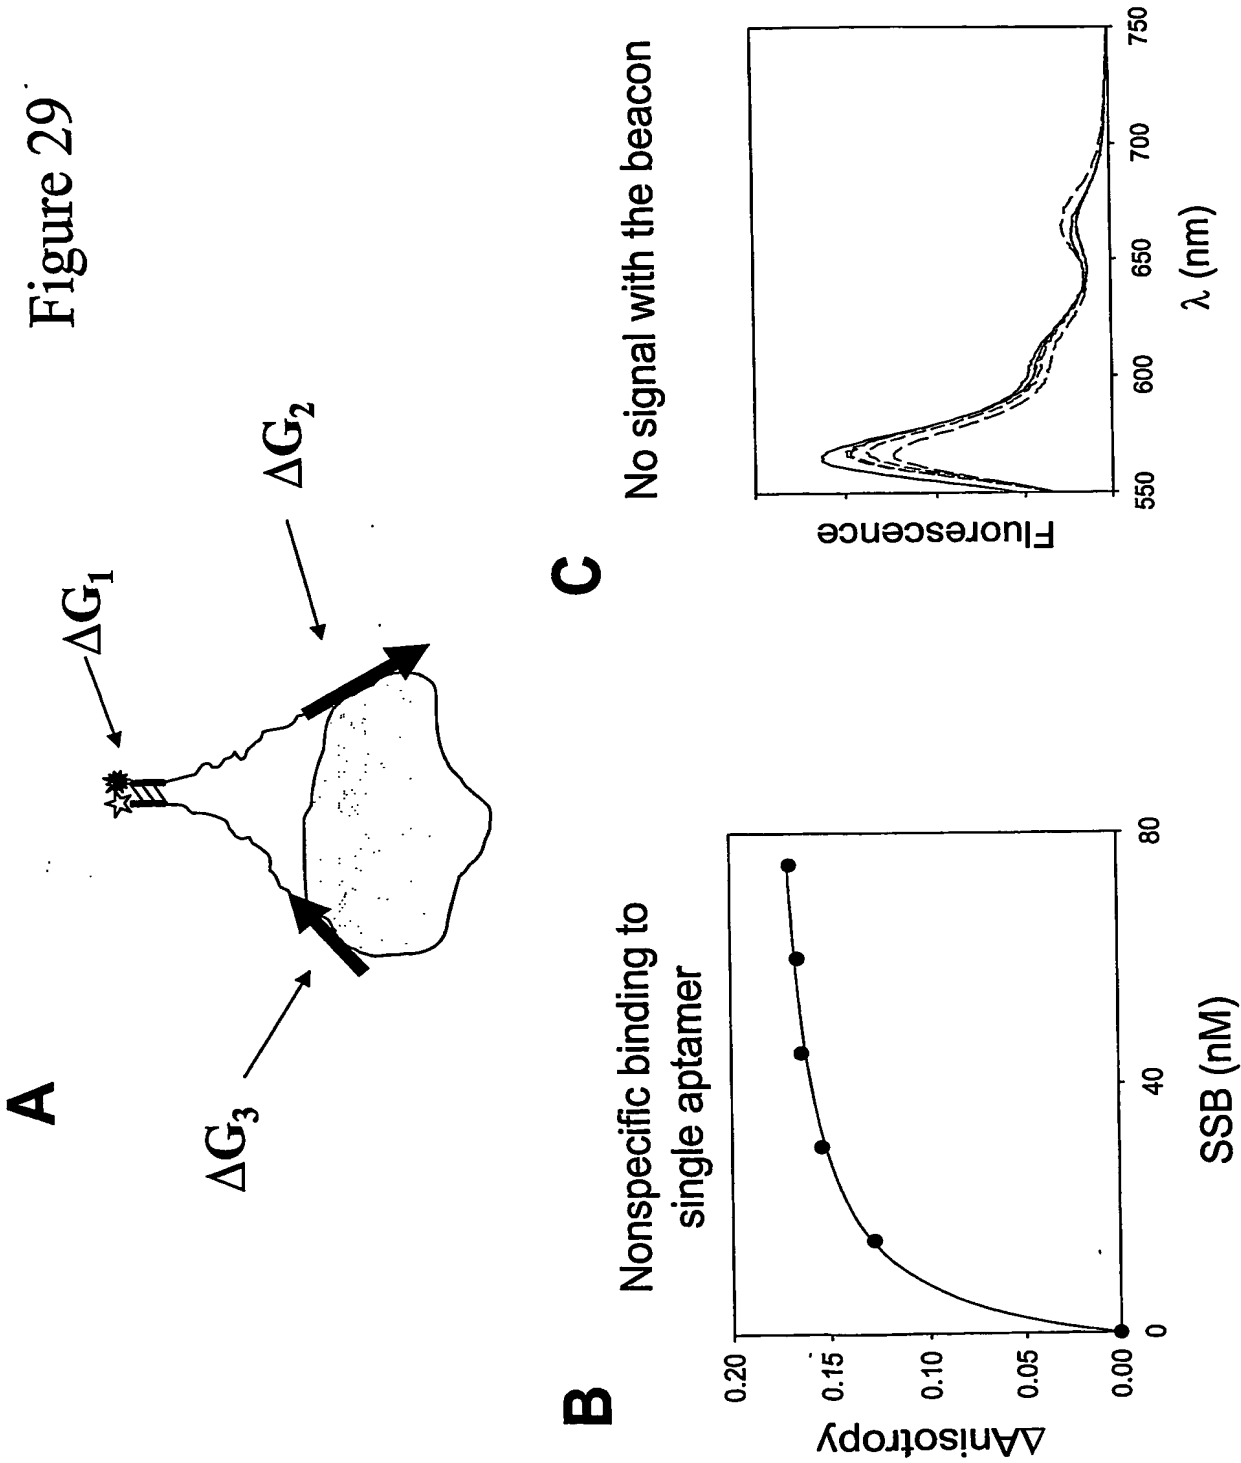 Figure 29
A
ΔG1
ΔG2
ΔG3
B
Nonspecific binding to
single aptamer
ΔAnisotropy
0.20
0.15
0.10
0.05
0.00
0
40
80
SSB (nM)
C
No signal with the beacon
Fluorescence
550
600
650
700
750
λ (nm)